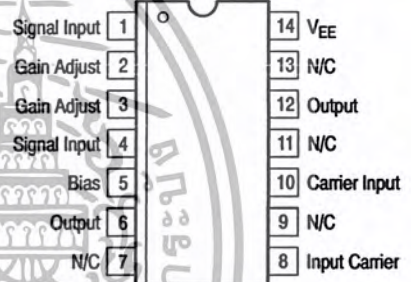 Signal Input 1
Gain Adjust 2
Gain Adjust 3
Signal Input 4
Bias 5
Output 6
N/C 7
14 VEE
13 N/C
12 Output
11 N/C
10 Carrier Input
9 N/C
8 Input Carrier